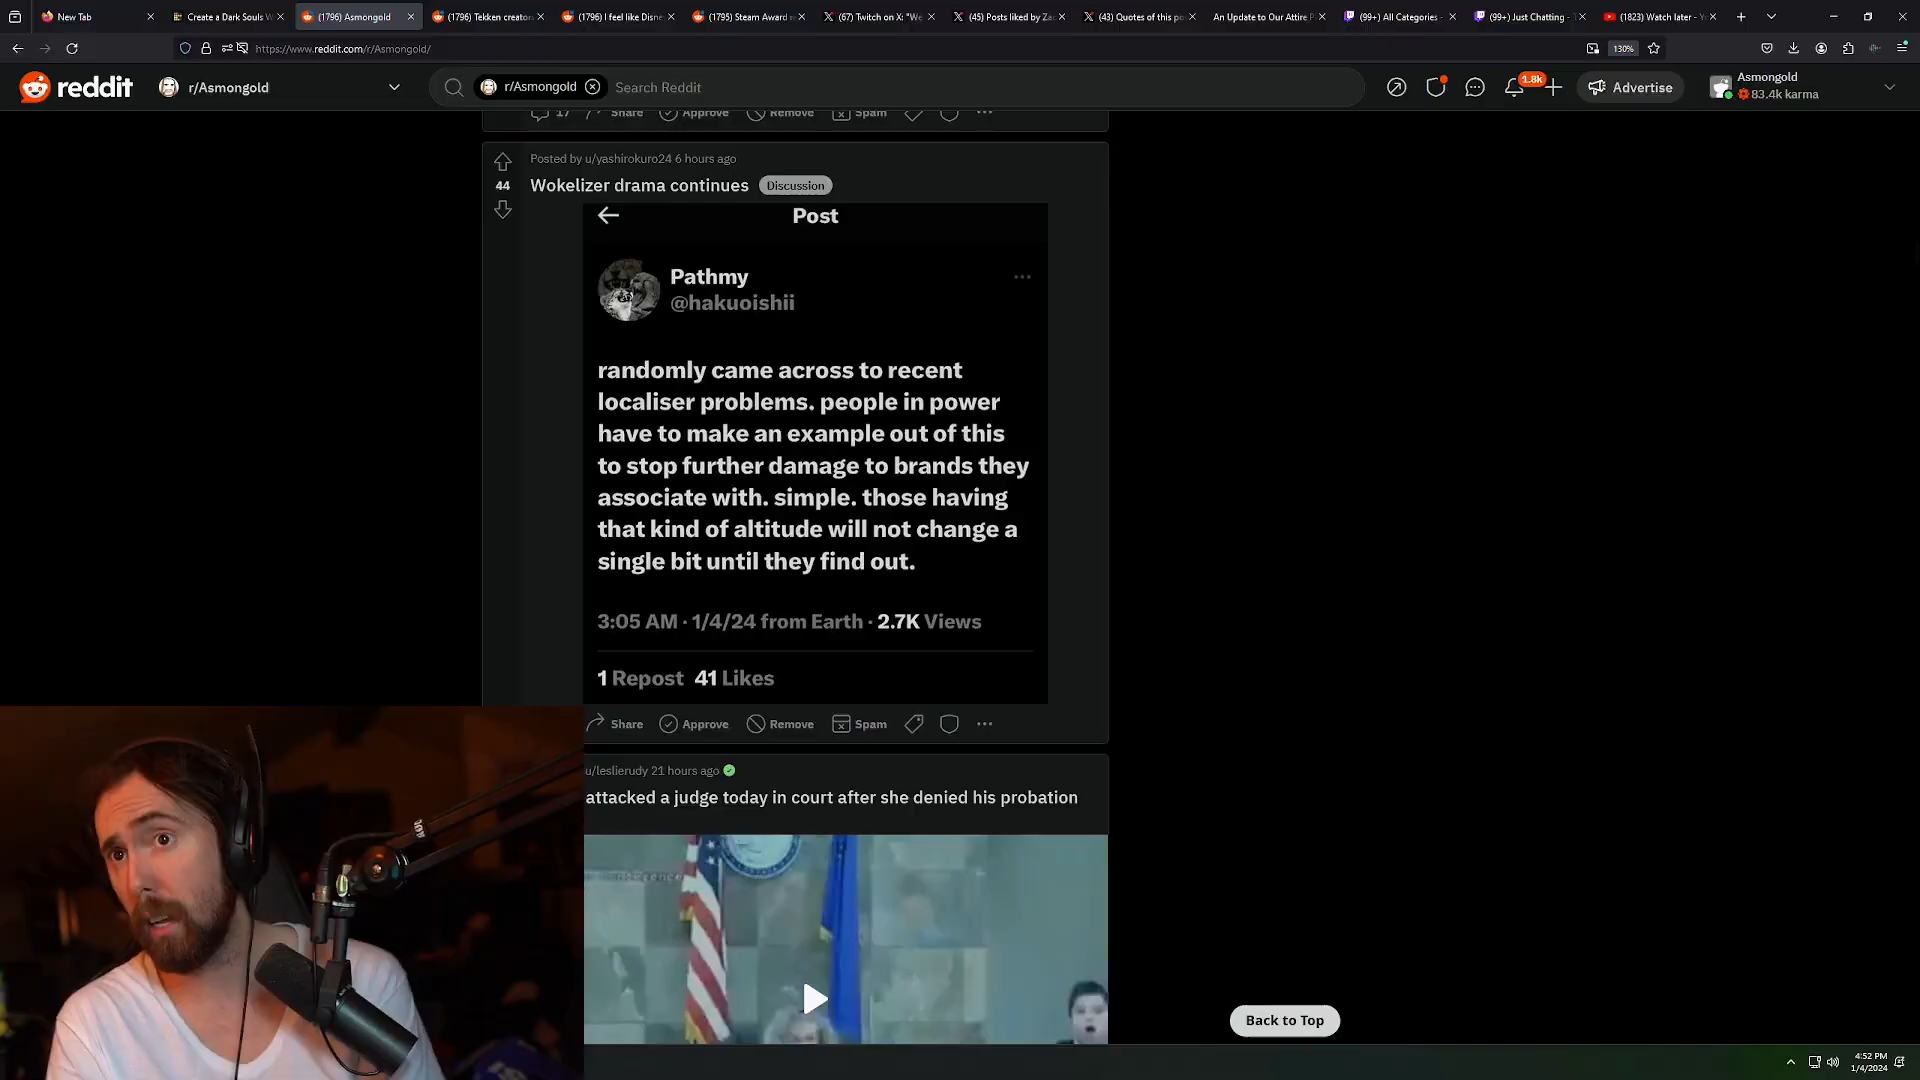 New Tab
Create a Dark Souls W
(1796) Asmongold
(1796) Tekken creator
(1796) I feel like Disne
(1795) Steam Award re
(67) Twitch on X: "We
(45) Posts liked by Za
(43) Quotes of this po
An Update to Our Attire P
(99+) All Categories -
(99+) Just Chatting - T
(1823) Watch later - Y
https://www.reddit.com/r/Asmongold/
130%
reddit
r/Asmongold
r/Asmongold
Search Reddit
1.8k
Advertise
Asmongold
83.4k karma
17
Share
Approve
Remove
Spam
Posted by u/yashirokuro24 6 hours ago
44
Wokelizer drama continues
Discussion
Post
Pathmy
@hakuoishii
randomly came across to recent
localiser problems. people in power
have to make an example out of this
to stop further damage to brands they
associate with. simple. those having
that kind of altitude will not change a
single bit until they find out.
3:05 AM · 1/4/24 from Earth · 2.7K Views
1 Repost 41 Likes
Share
Approve
Remove
Spam
u/leslierudy 21 hours ago
attacked a judge today in court after she denied his probation
Back to Top
4:52 PM
1/4/2024